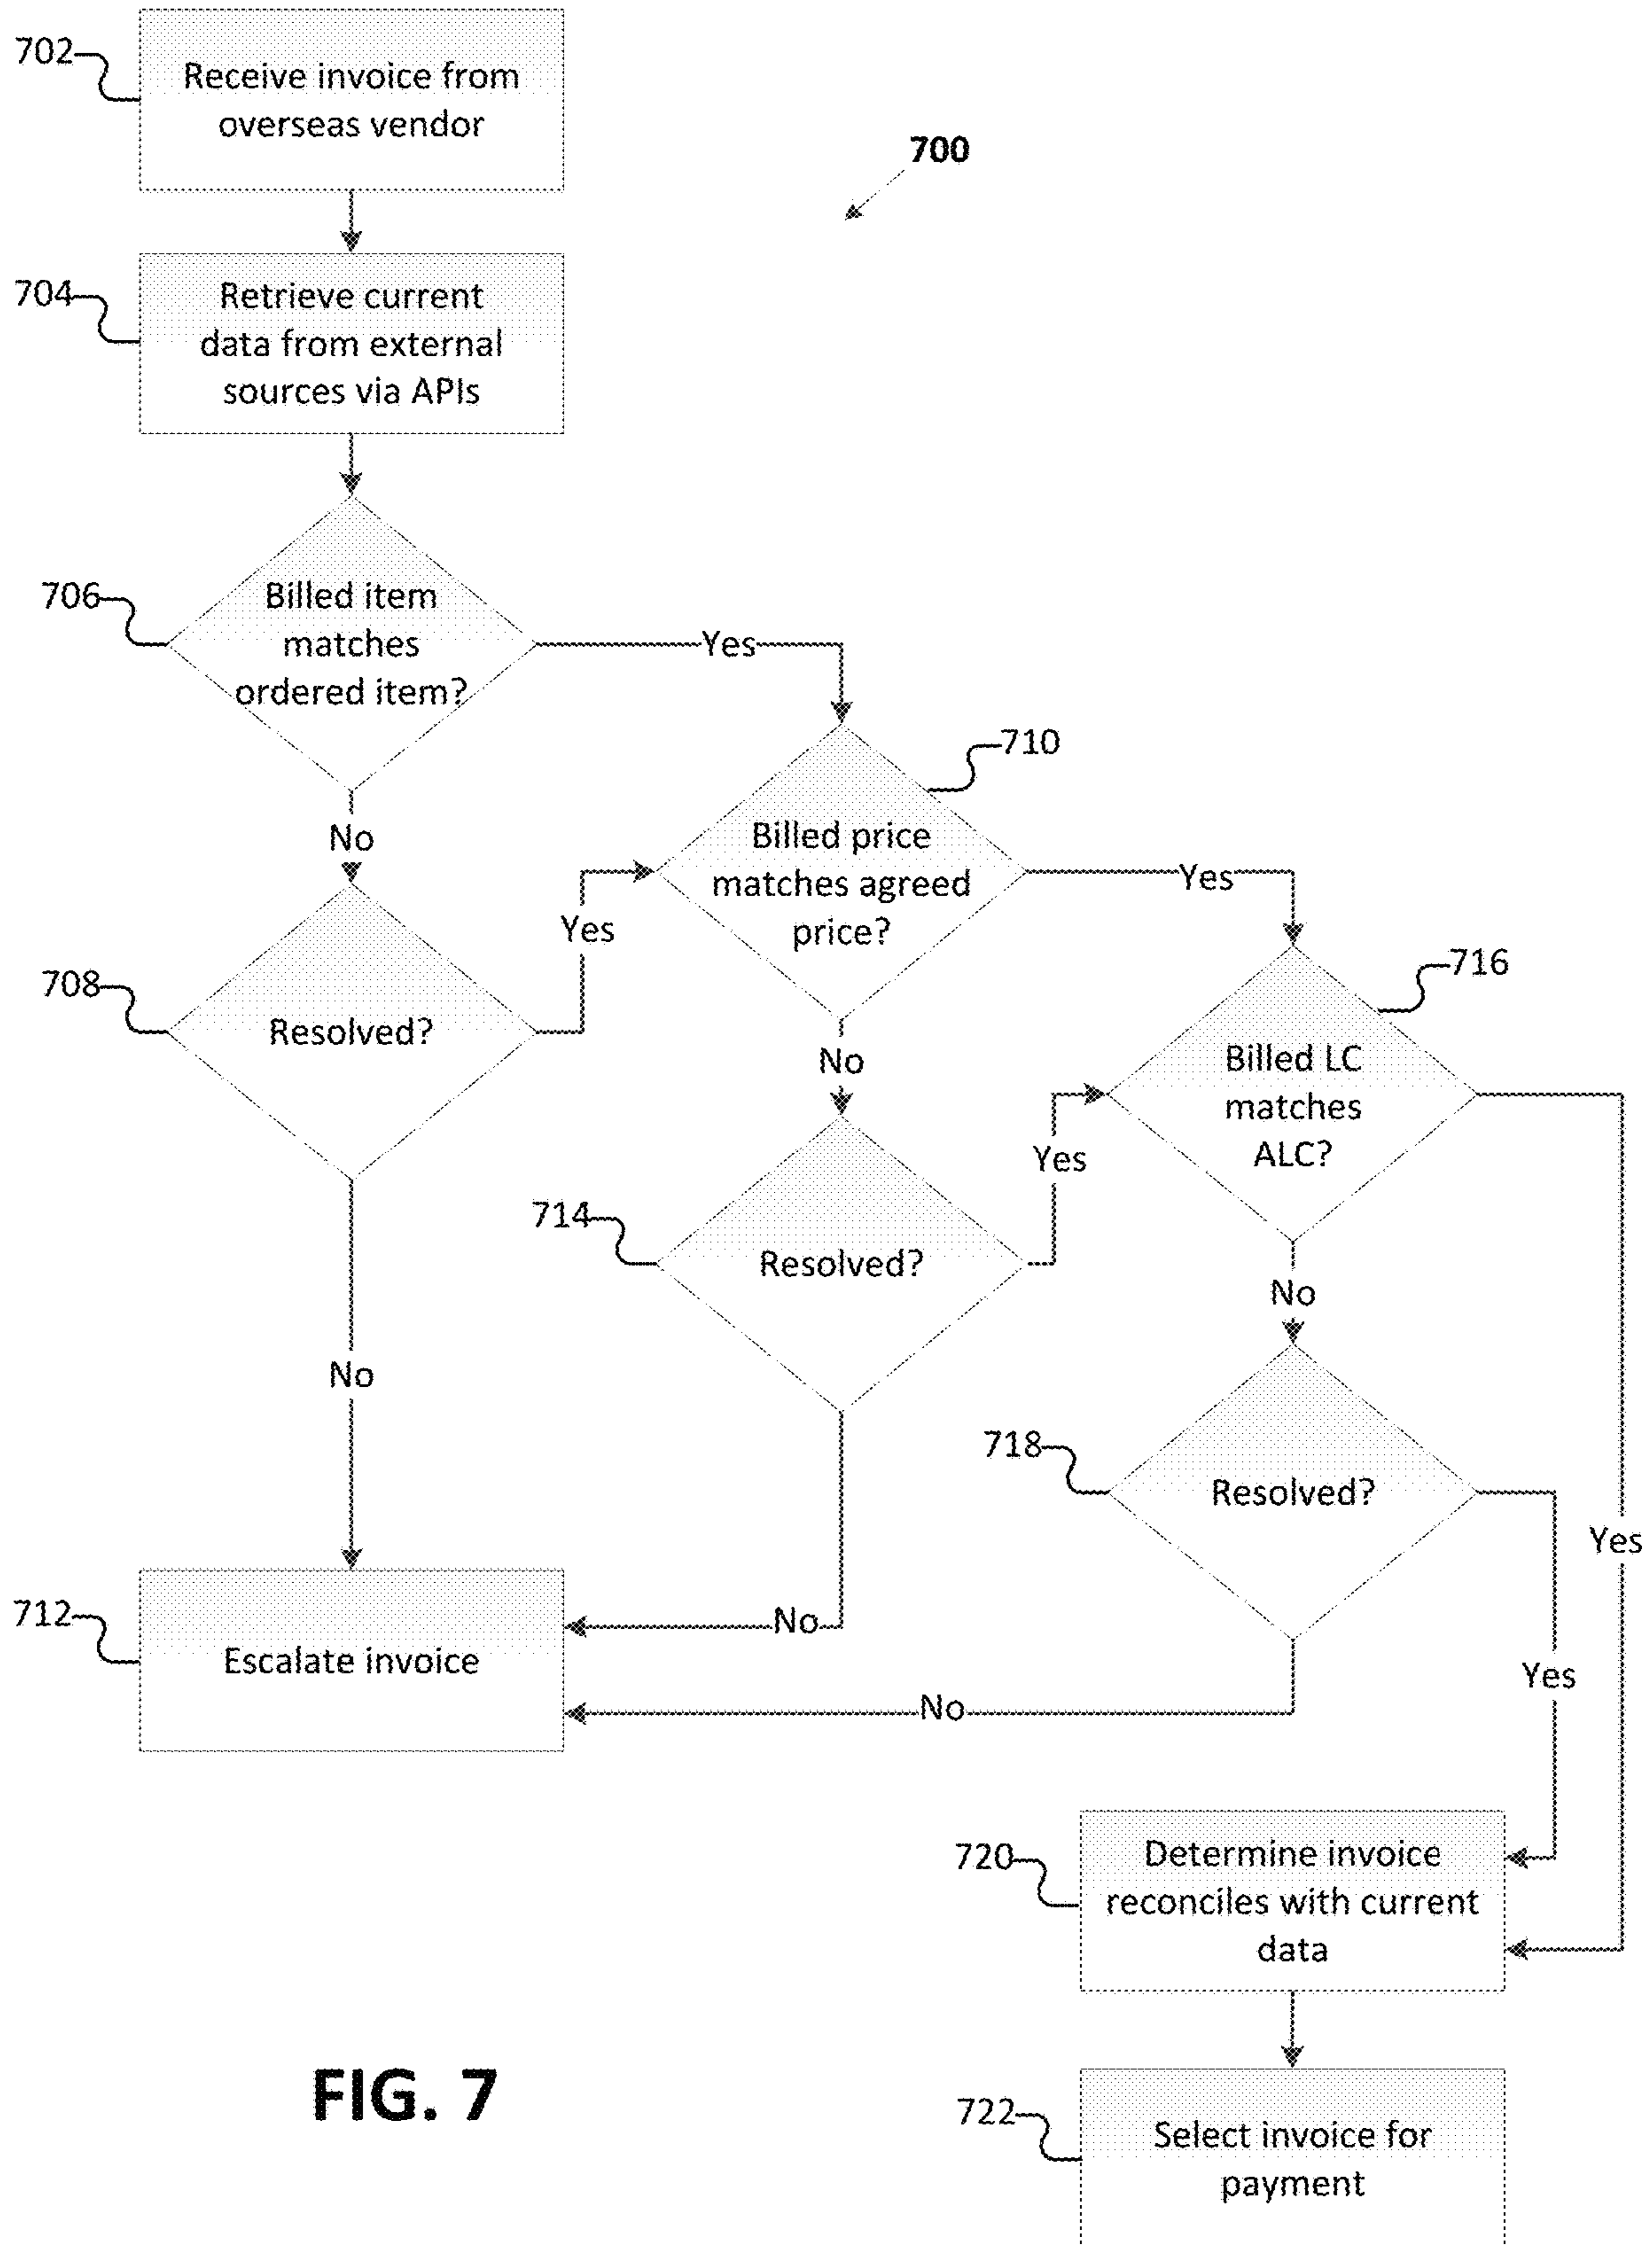 702
Receive invoice from
overseas vendor
700
704
Retrieve current
data from external
sources via APIs
706
Billed item
matches
ordered item?
Yes
No
710
Billed price
matches agreed
price?
Yes
Yes
No
708
Resolved?
716
Billed LC
matches
ALC?
Yes
No
714
Resolved?
No
718
Resolved?
Yes
Yes
712
Escalate invoice
No
No
720
Determine invoice
reconciles with current
data
722
Select invoice for
payment
FIG. 7